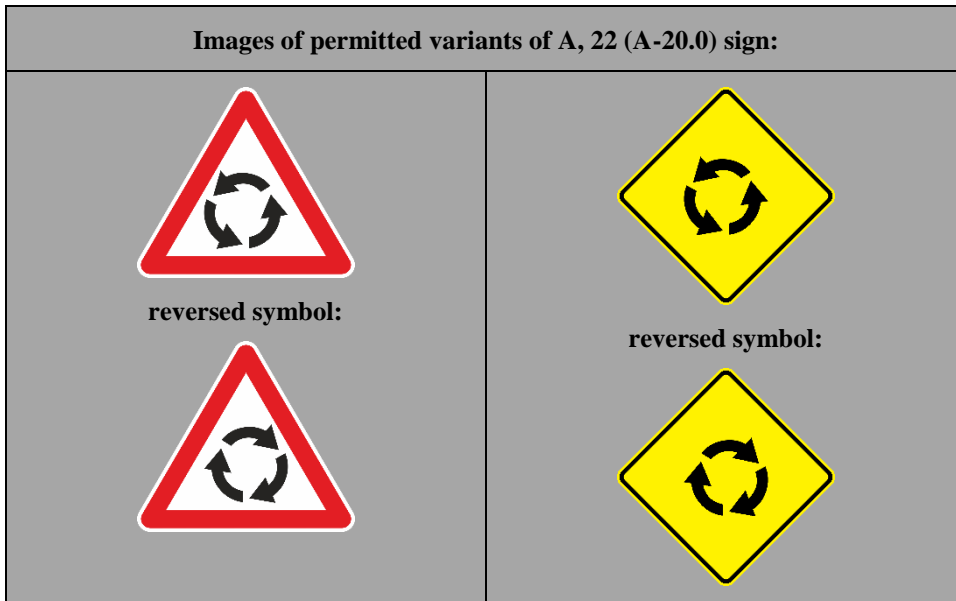 Images of permitted variants of A, 22 (A-20.0) sign:
reversed symbol:
reversed symbol: